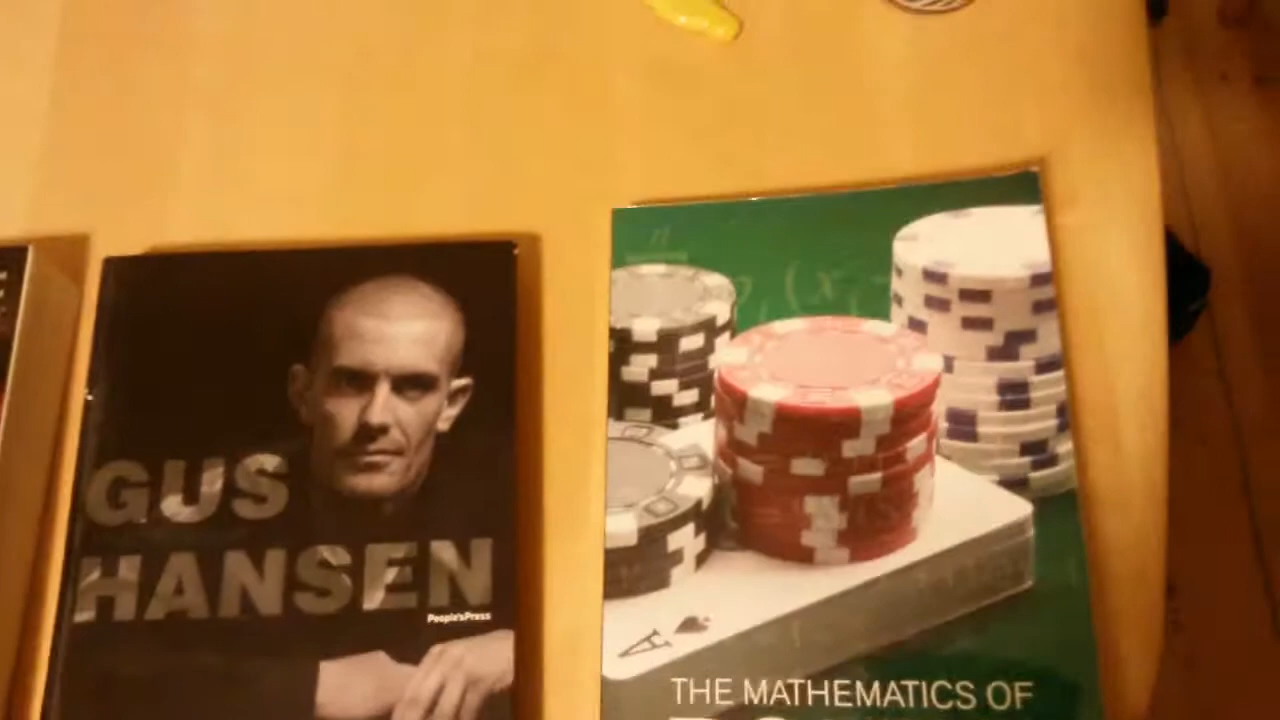 GUS
HANSEN
People'sPress
A
THE MATHEMATICS OF